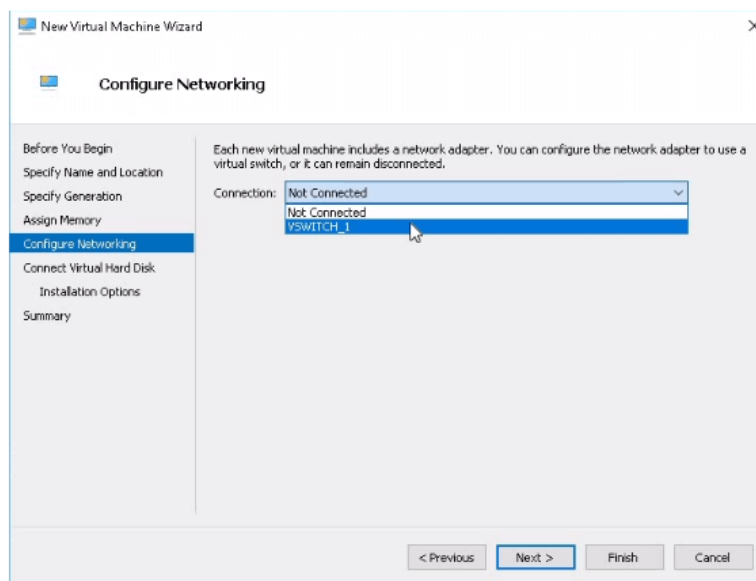 New Virtual Machine Wizard
Configure Networking
Before You Begin
Specify Name and Location
Specify Generation
Assign Memory
Configure Networking
Connect Virtual Hard Disk
Installation Options
Summary
Each new virtual machine includes a network adapter. You can configure the network adapter to use a
virtual switch, or it can remain disconnected.
Connection: Not Connected
Not Connected
VSWITCH_1
< Previous Next > Finish Cancel